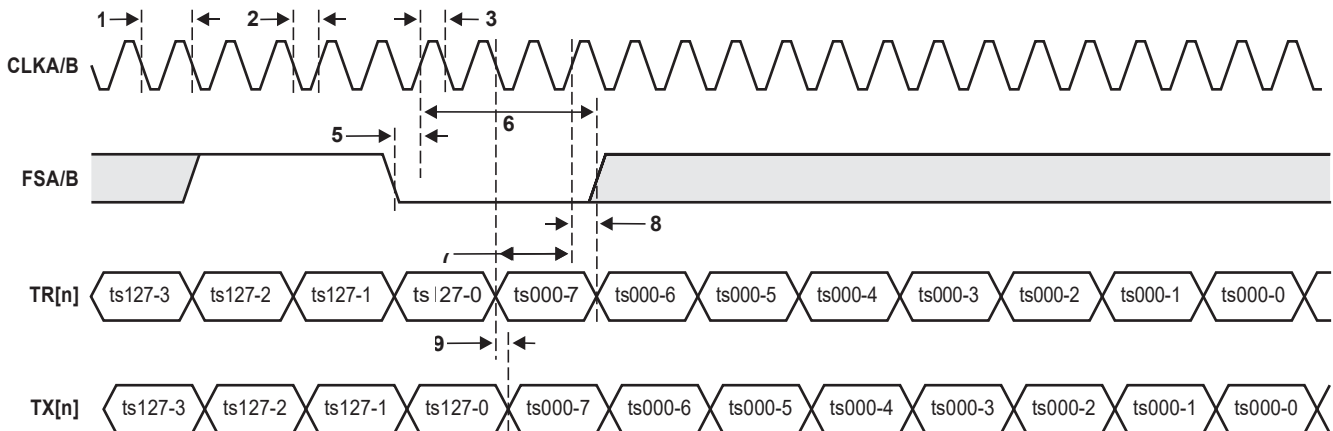 1 2 3
CLKA/B
6
5
FSA/B
8
7
TR[n] ts127-3 ts127-2 ts127-1 ts127-0 ts000-7 ts000-6 ts000-5 ts000-4 ts000-3 ts000-2 ts000-1 ts000-0
9
TX[n] ts127-3 ts127-2 ts127-1 ts127-0 ts000-7 ts000-6 ts000-5 ts000-4 ts000-3 ts000-2 ts000-1 ts000-0